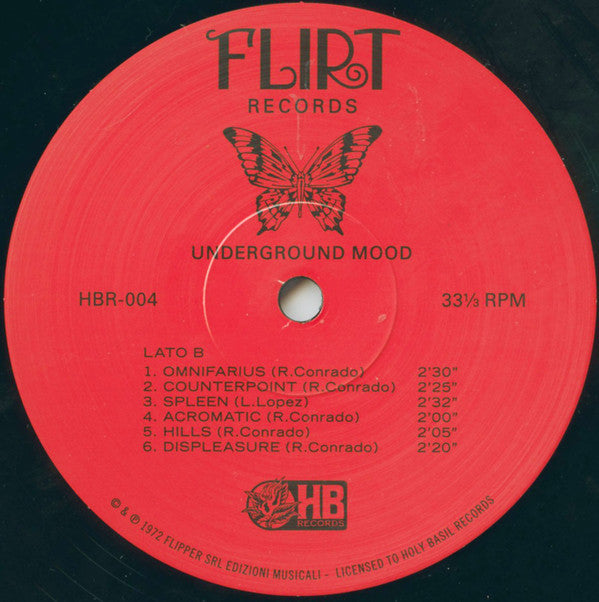 FLIRT
RECORDS
UNDERGROUND MOOD
HBR-004
33⅓ RPM
LATO B
1. OMNIFARIUS (R.Conrado) 2'30"
2. COUNTERPOINT (R.Conrado) 2'25"
3. SPLEEN (L.Lopez) 2'32"
4. ACROMATIC (R.Conrado) 2'00"
5. HILLS (R.Conrado) 2'05"
6. DISPLEASURE (R.Conrado) 2'20"
HB
RECORDS
© & ℗ 1972 FLIPPER SRL EDIZIONI MUSICALI - LICENSED TO HOLY BASIL RECORDS